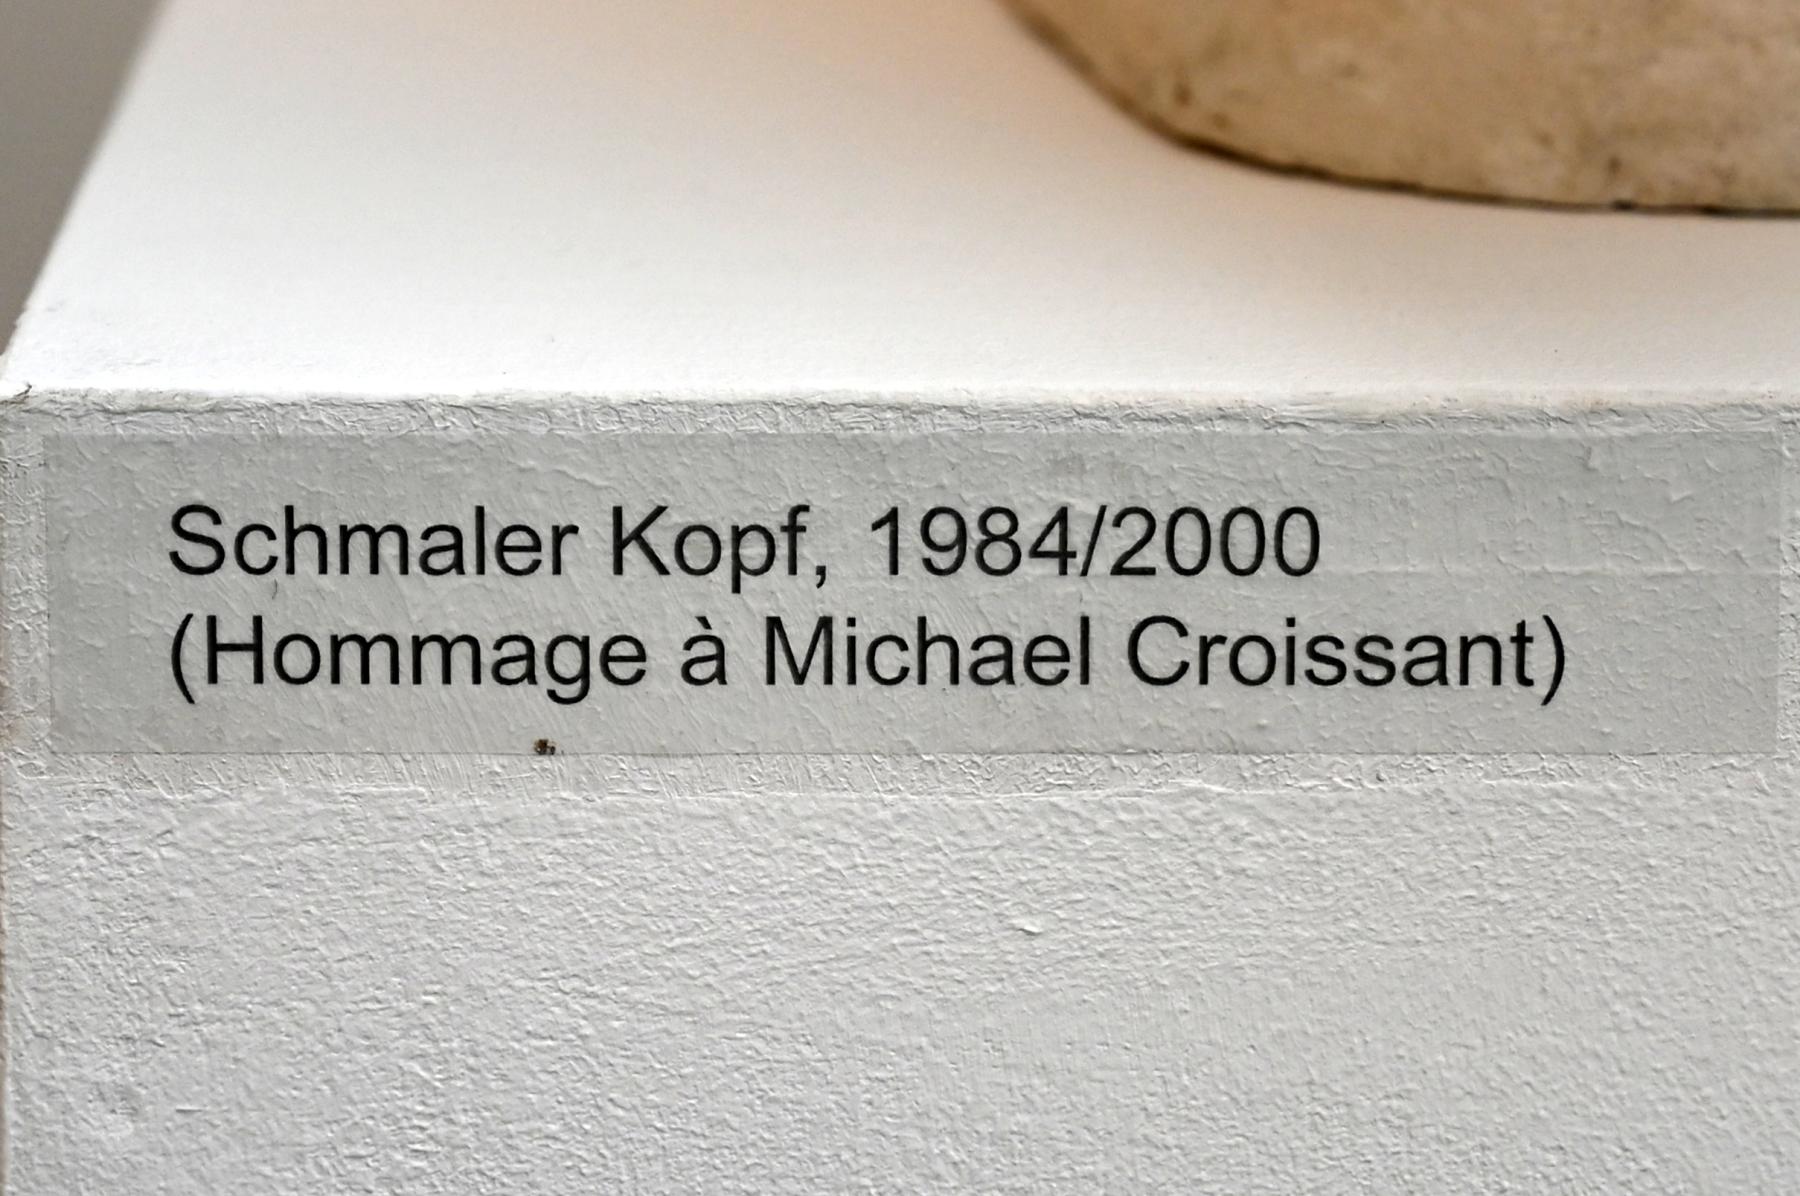 Schmaler Kopf, 1984/2000
(Hommage à Michael Croissant)